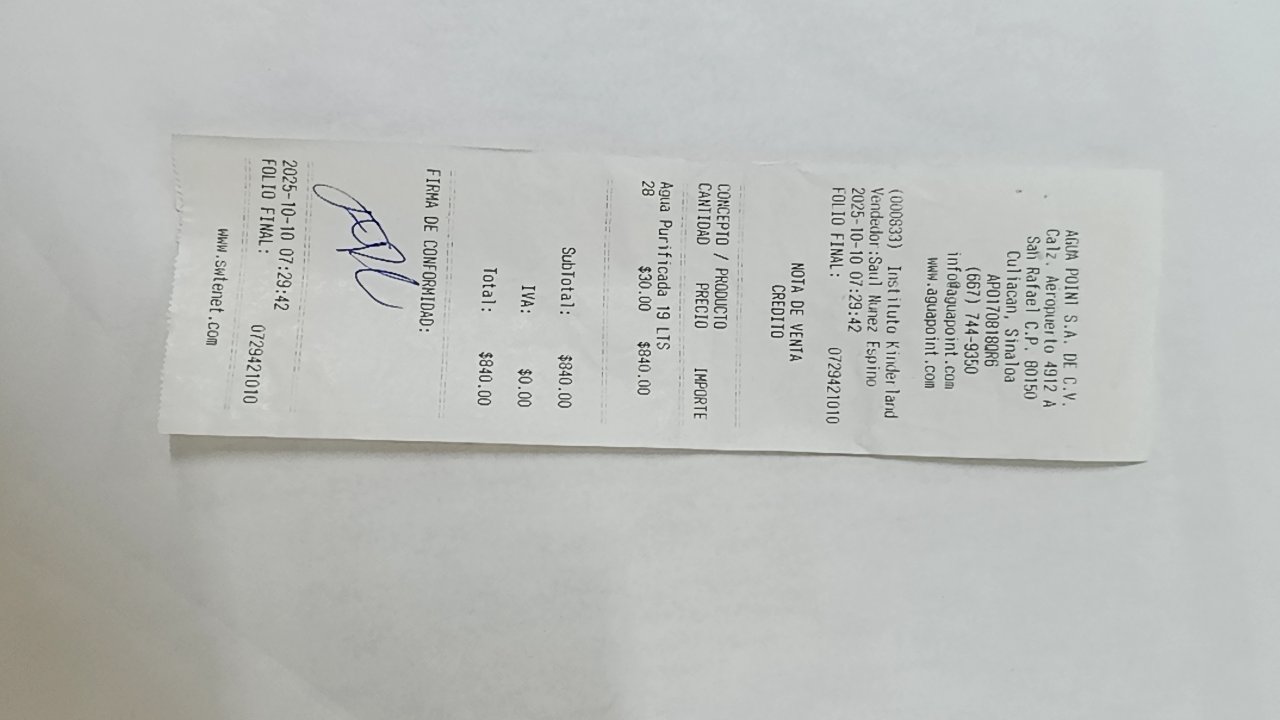 AGUA POINT S.A. DE C.V.
Calz. Aeropuerto 4912 A
San Rafael C.P. 80150
Culiacan, Sinaloa
APO170818QR6
(667) 744-9350
info@aguapoint.com
www.aguapoint.com
(000833) Instituto Kinderland
Vendedor:Saul Nunez Espino
2025-10-10 07:29:42
FOLIO FINAL: 0729421010
NOTA DE VENTA
CREDITO
CONCEPTO / PRODUCTO
CANTIDAD PRECIO IMPORTE
Agua Purificada 19 LTS
28 $30.00 $840.00
SubTotal: $840.00
IVA: $0.00
Total: $840.00
FIRMA DE CONFORMIDAD:
2025-10-10 07:29:42
FOLIO FINAL: 0729421010
www.swtenet.com